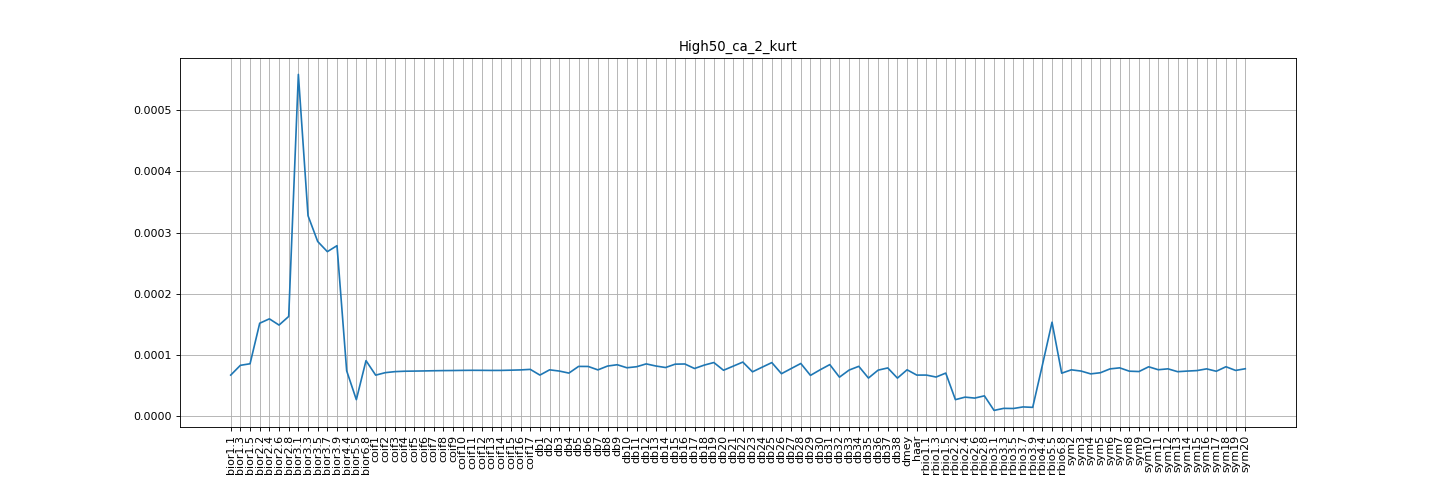 High50_ca_2_kurt
0.0005
0.0004
0.0003
0.0002
0.0001
0.0000
bior1.1
bior1.3
bior1.5
bior2.2
bior2.4
bior2.6
bior2.8
bior3.1
bior3.3
bior3.5
bior3.7
bior3.9
bior4.4
bior5.5
bior6.8
coif1
coif2
coif3
coif4
coif5
coif6
coif7
coif8
coif9
coif10
coif11
coif12
coif13
coif14
coif15
coif16
coif17
db1
db2
db3
db4
db5
db6
db7
db8
db9
db10
db11
db12
db13
db14
db15
db16
db17
db18
db19
db20
db21
db22
db23
db24
db25
db26
db27
db28
db29
db30
db31
db32
db33
db34
db35
db36
db37
db38
dmey
haar
rbio1.1
rbio1.3
rbio1.5
rbio2.2
rbio2.4
rbio2.6
rbio2.8
rbio3.1
rbio3.3
rbio3.5
rbio3.7
rbio3.9
rbio4.4
rbio5.5
rbio6.8
sym2
sym3
sym4
sym5
sym6
sym7
sym8
sym9
sym10
sym11
sym12
sym13
sym14
sym15
sym16
sym17
sym18
sym19
sym20